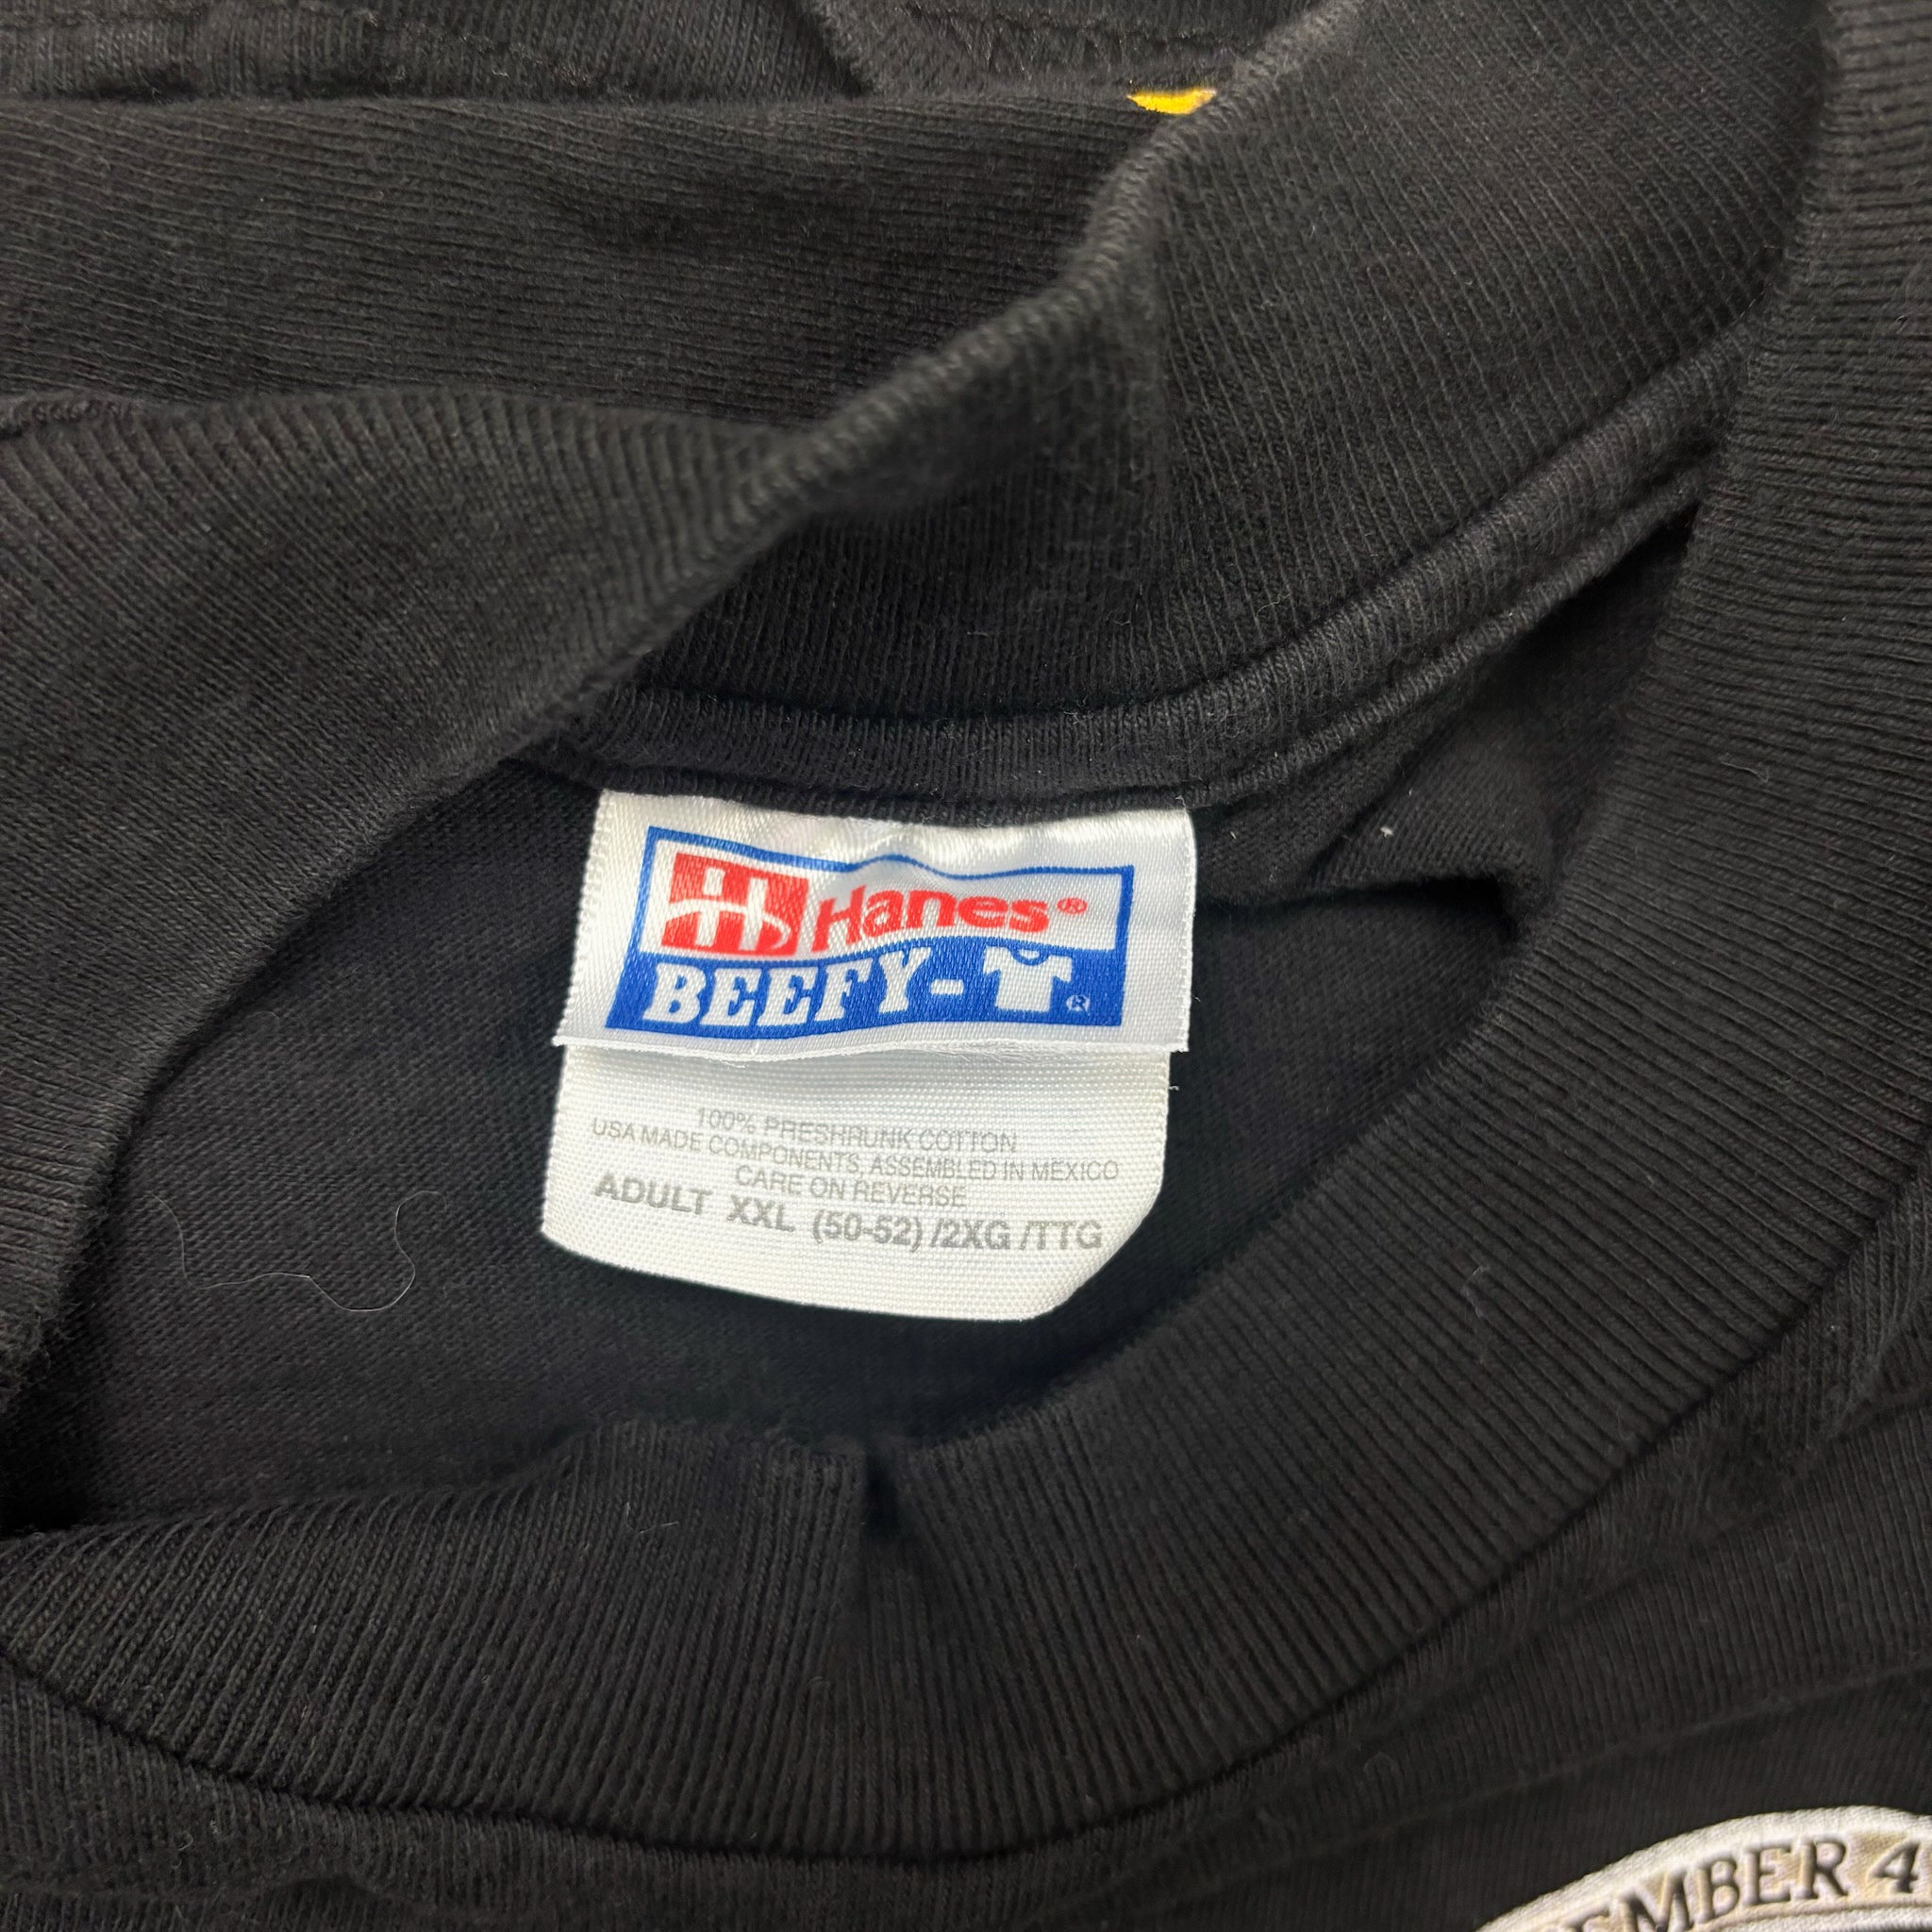 H Hanes®
BEEFY-®
100% PRESHRUNK COTTON
USA MADE COMPONENTS, ASSEMBLED IN MEXICO
CARE ON REVERSE
ADULT XXL (50-52) /2XG /TTG
EMBER 4